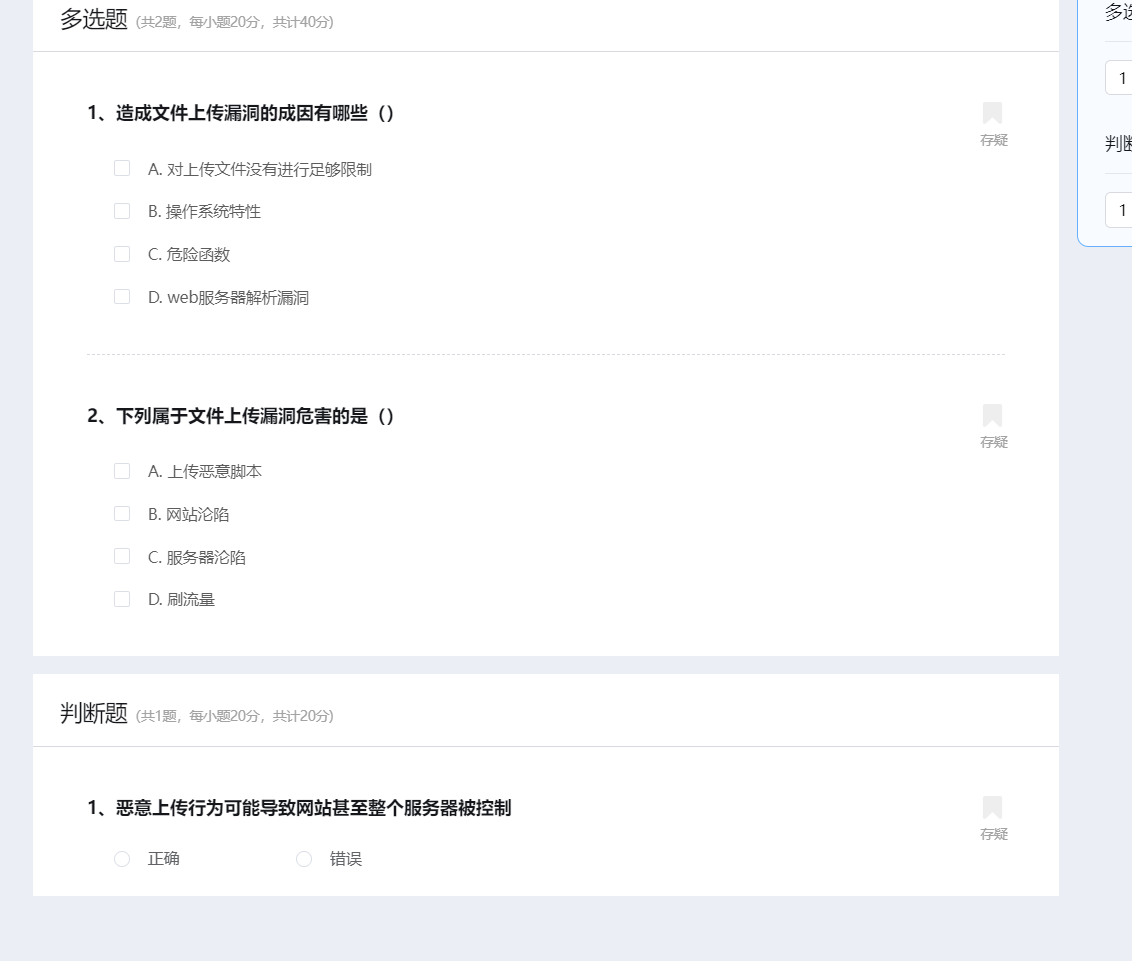 多选题 (共2题，每小题20分，共计40分)
1、造成文件上传漏洞的成因有哪些（）
存疑
A. 对上传文件没有进行足够限制
B. 操作系统特性
C. 危险函数
D. web服务器解析漏洞
2、下列属于文件上传漏洞危害的是（）
存疑
A. 上传恶意脚本
B. 网站沦陷
C. 服务器沦陷
D. 刷流量
判断题 (共1题，每小题20分，共计20分)
1、恶意上传行为可能导致网站甚至整个服务器被控制
存疑
正确 错误
多选
1
判断
1